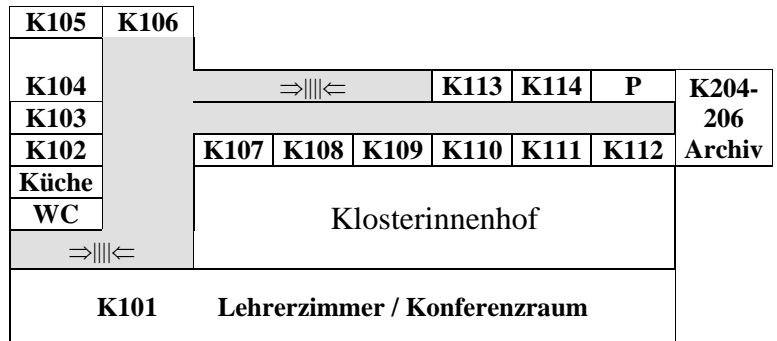 K105 K106
K104 ⇒||||⇐ K113 K114 P K204-
K103 206
K102 K107 K108 K109 K110 K111 K112 Archiv
Küche
WC Klosterinnenhof
⇒||||⇐
K101 Lehrerzimmer / Konferenzraum